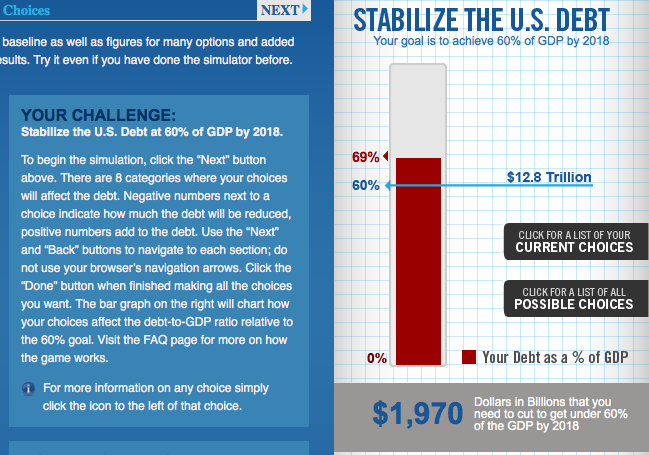 Choices
NEXT
baseline as well as figures for many options and added
esults. Try it even if you have done the simulator before.
YOUR CHALLENGE:
Stabilize the U.S. Debt at 60% of GDP by 2018.
To begin the simulation, click the “Next” button
above. There are 8 categories where your choices
will affect the debt. Negative numbers next to a
choice indicate how much the debt will be reduced,
positive numbers add to the debt. Use the “Next”
and “Back” buttons to navigate to each section; do
not use your browser’s navigation arrows. Click the
“Done” button when finished making all the choices
you want. The bar graph on the right will chart how
your choices affect the debt-to-GDP ratio relative to
the 60% goal. Visit the FAQ page for more on how
the game works.
i
For more information on any choice simply
click the icon to the left of that choice.
STABILIZE THE U.S. DEBT
Your goal is to achieve 60% of GDP by 2018
69%
60%
$12.8 Trillion
CLICK FOR A LIST OF YOUR
CURRENT CHOICES
CLICK FOR A LIST OF ALL
POSSIBLE CHOICES
0%
Your Debt as a % of GDP
$1,970
Dollars in Billions that you
need to cut to get under 60%
of the GDP by 2018